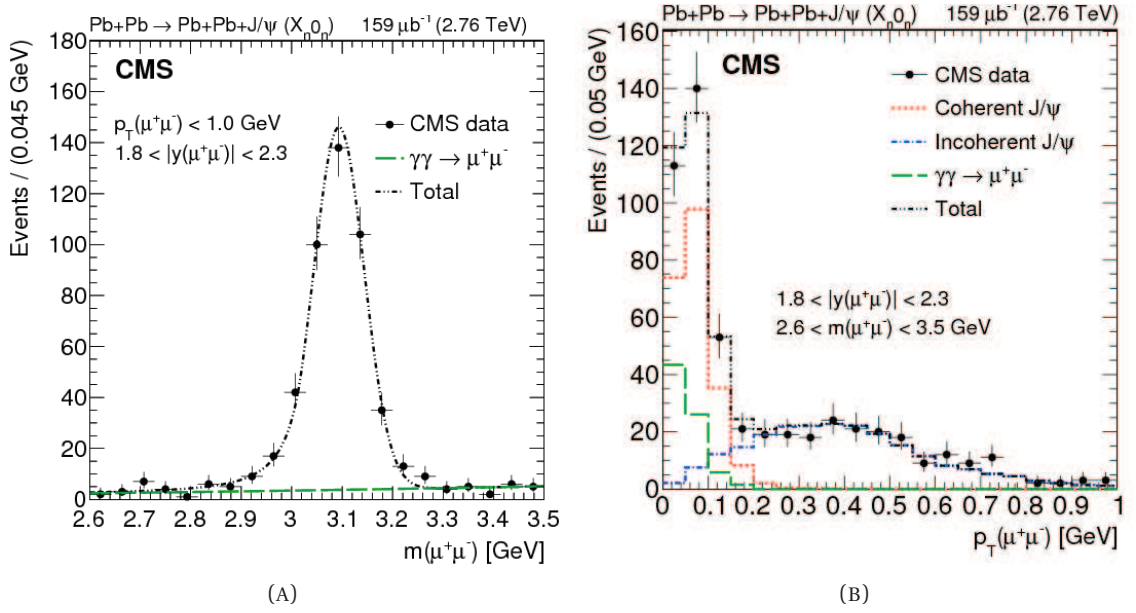 Pb+Pb → Pb+Pb+J/ψ (Xₙ0ₙ) 159 μb⁻¹ (2.76 TeV)
CMS
p_T(μ⁺μ⁻) < 1.0 GeV
1.8 < |y(μ⁺μ⁻)| < 2.3
CMS data
γγ → μ⁺μ⁻
Total
Events / (0.045 GeV)
180
160
140
120
100
80
60
40
20
0
2.6 2.7 2.8 2.9 3 3.1 3.2 3.3 3.4 3.5
m(μ⁺μ⁻) [GeV]
(A)
Pb+Pb → Pb+Pb+J/ψ (Xₙ0ₙ) 159 μb⁻¹ (2.76 TeV)
CMS
CMS data
Coherent J/ψ
Incoherent J/ψ
γγ → μ⁺μ⁻
Total
1.8 < |y(μ⁺μ⁻)| < 2.3
2.6 < m(μ⁺μ⁻) < 3.5 GeV
Events / (0.05 GeV)
160
140
120
100
80
60
40
20
0
0 0.1 0.2 0.3 0.4 0.5 0.6 0.7 0.8 0.9 1
p_T(μ⁺μ⁻) [GeV]
(B)